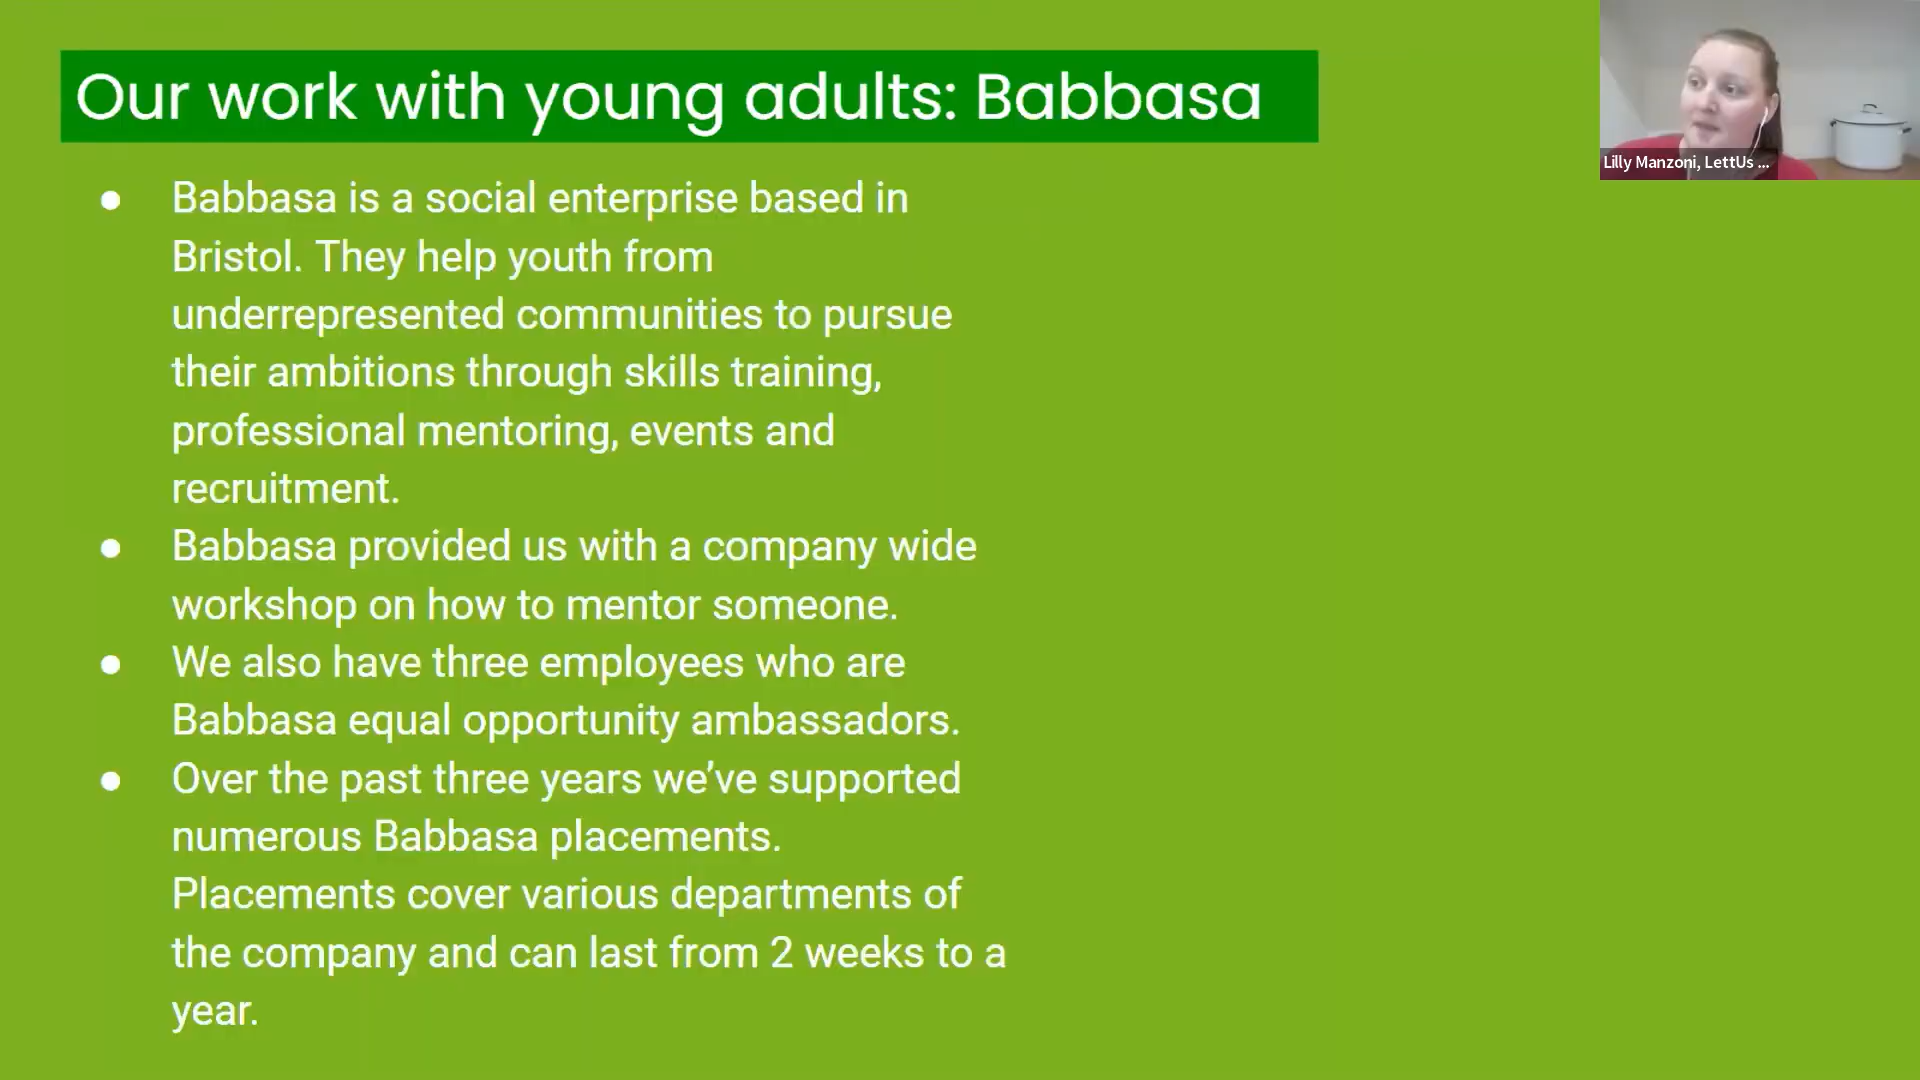 Our work with young adults: Babbasa
Lilly Manzoni, LettUs ...
● Babbasa is a social enterprise based in
Bristol. They help youth from
underrepresented communities to pursue
their ambitions through skills training,
professional mentoring, events and
recruitment.
● Babbasa provided us with a company wide
workshop on how to mentor someone.
● We also have three employees who are
Babbasa equal opportunity ambassadors.
● Over the past three years we’ve supported
numerous Babbasa placements.
Placements cover various departments of
the company and can last from 2 weeks to a
year.